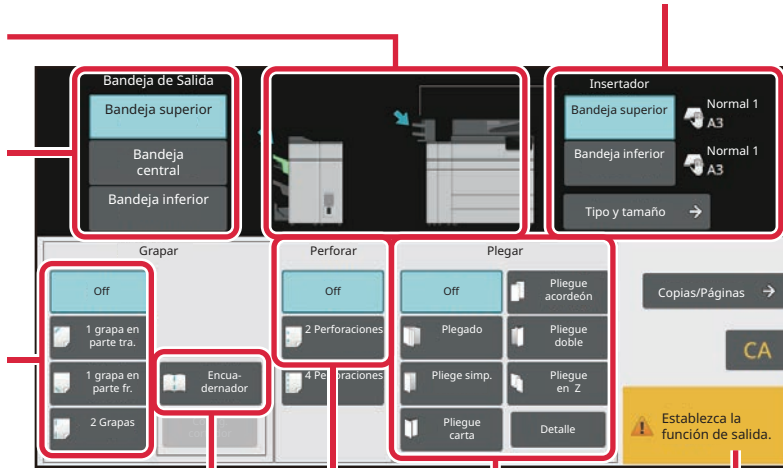 Bandeja de Salida
Bandeja superior
Bandeja
central
Bandeja inferior
Insertador
Bandeja superior
Normal 1
A3
Bandeja inferior
Normal 1
A3
Tipo y tamaño
Grapar
Off
1 grapa en
parte tra.
1 grapa en
parte fr.
2 Grapas
Encua-
dernador
Perforar
Off
2 Perforaciones
4 Perforaciones
Plegar
Off
Plegado
Pliege simp.
Pliegue
carta
Pliegue
acordeón
Pliegue
doble
Pliegue
en Z
Detalle
Copias/Páginas
CA
Establezca la
función de salida.